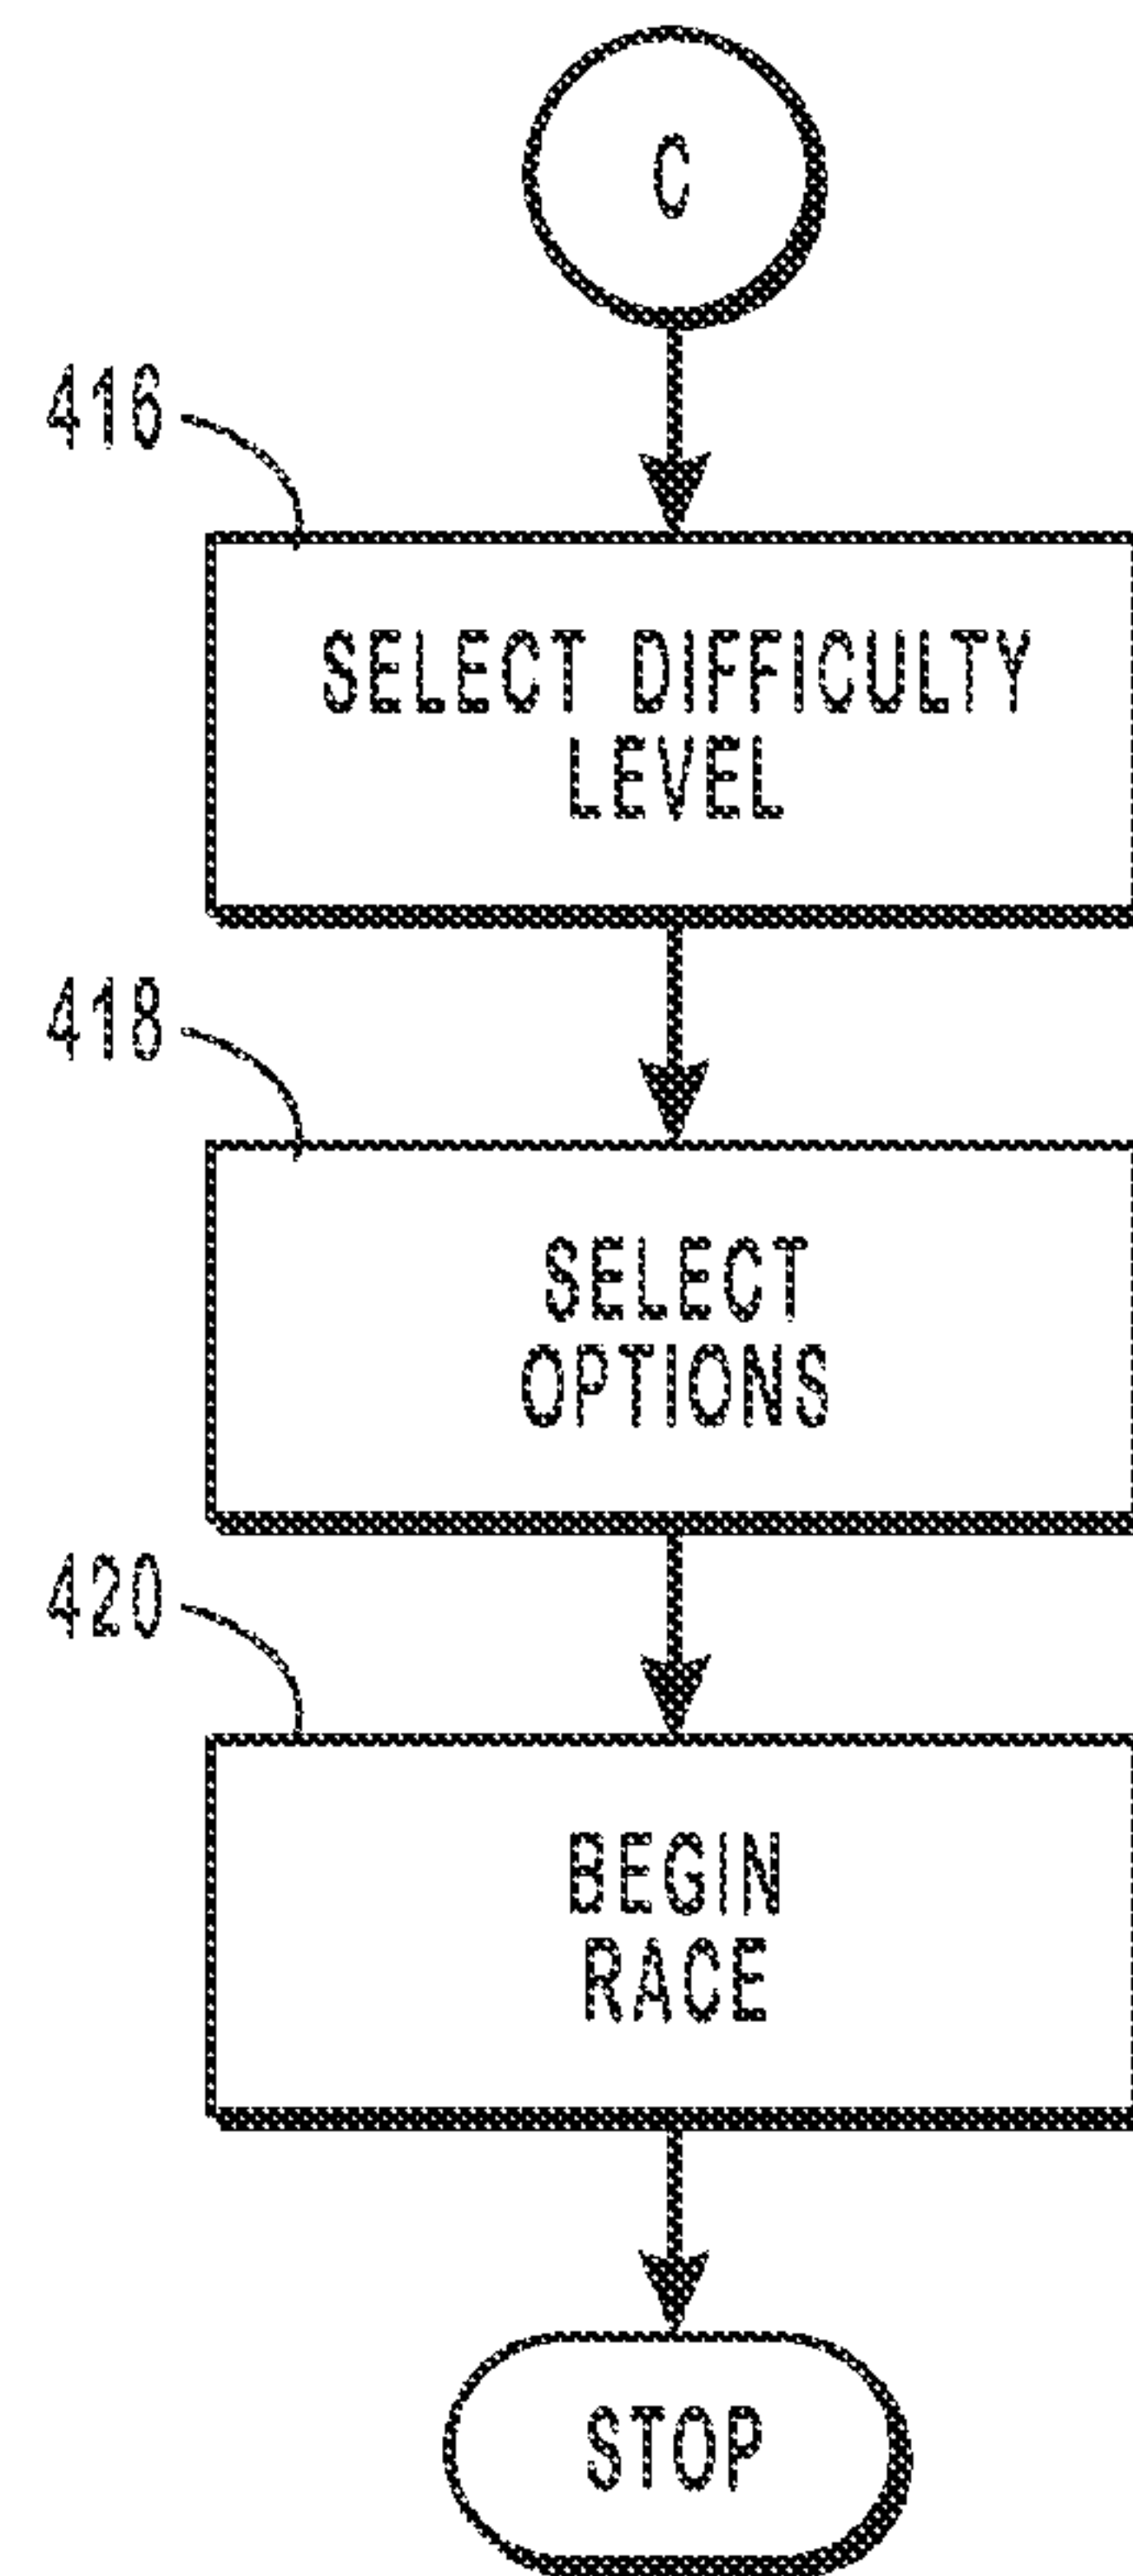 C
416
SELECT DIFFICULTY
LEVEL
418
SELECT
OPTIONS
420
BEGIN
RACE
STOP